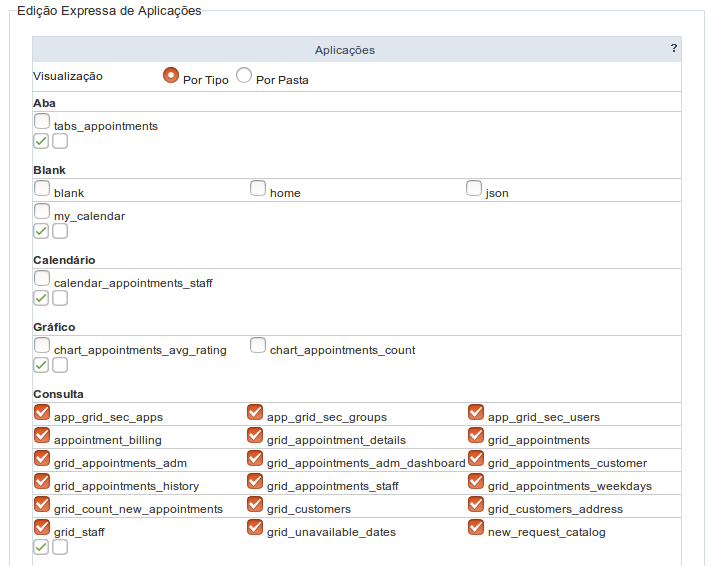 Edição Expressa de Aplicações
Aplicações ?
Visualização Por Tipo Por Pasta
Aba
tabs_appointments
Blank
blank home json
my_calendar
Calendário
calendar_appointments_staff
Gráfico
chart_appointments_avg_rating chart_appointments_count
Consulta
app_grid_sec_apps app_grid_sec_groups app_grid_sec_users
appointment_billing grid_appointment_details grid_appointments
grid_appointments_adm grid_appointments_adm_dashboard grid_appointments_customer
grid_appointments_history grid_appointments_staff grid_appointments_weekdays
grid_count_new_appointments grid_customers grid_customers_address
grid_staff grid_unavailable_dates new_request_catalog